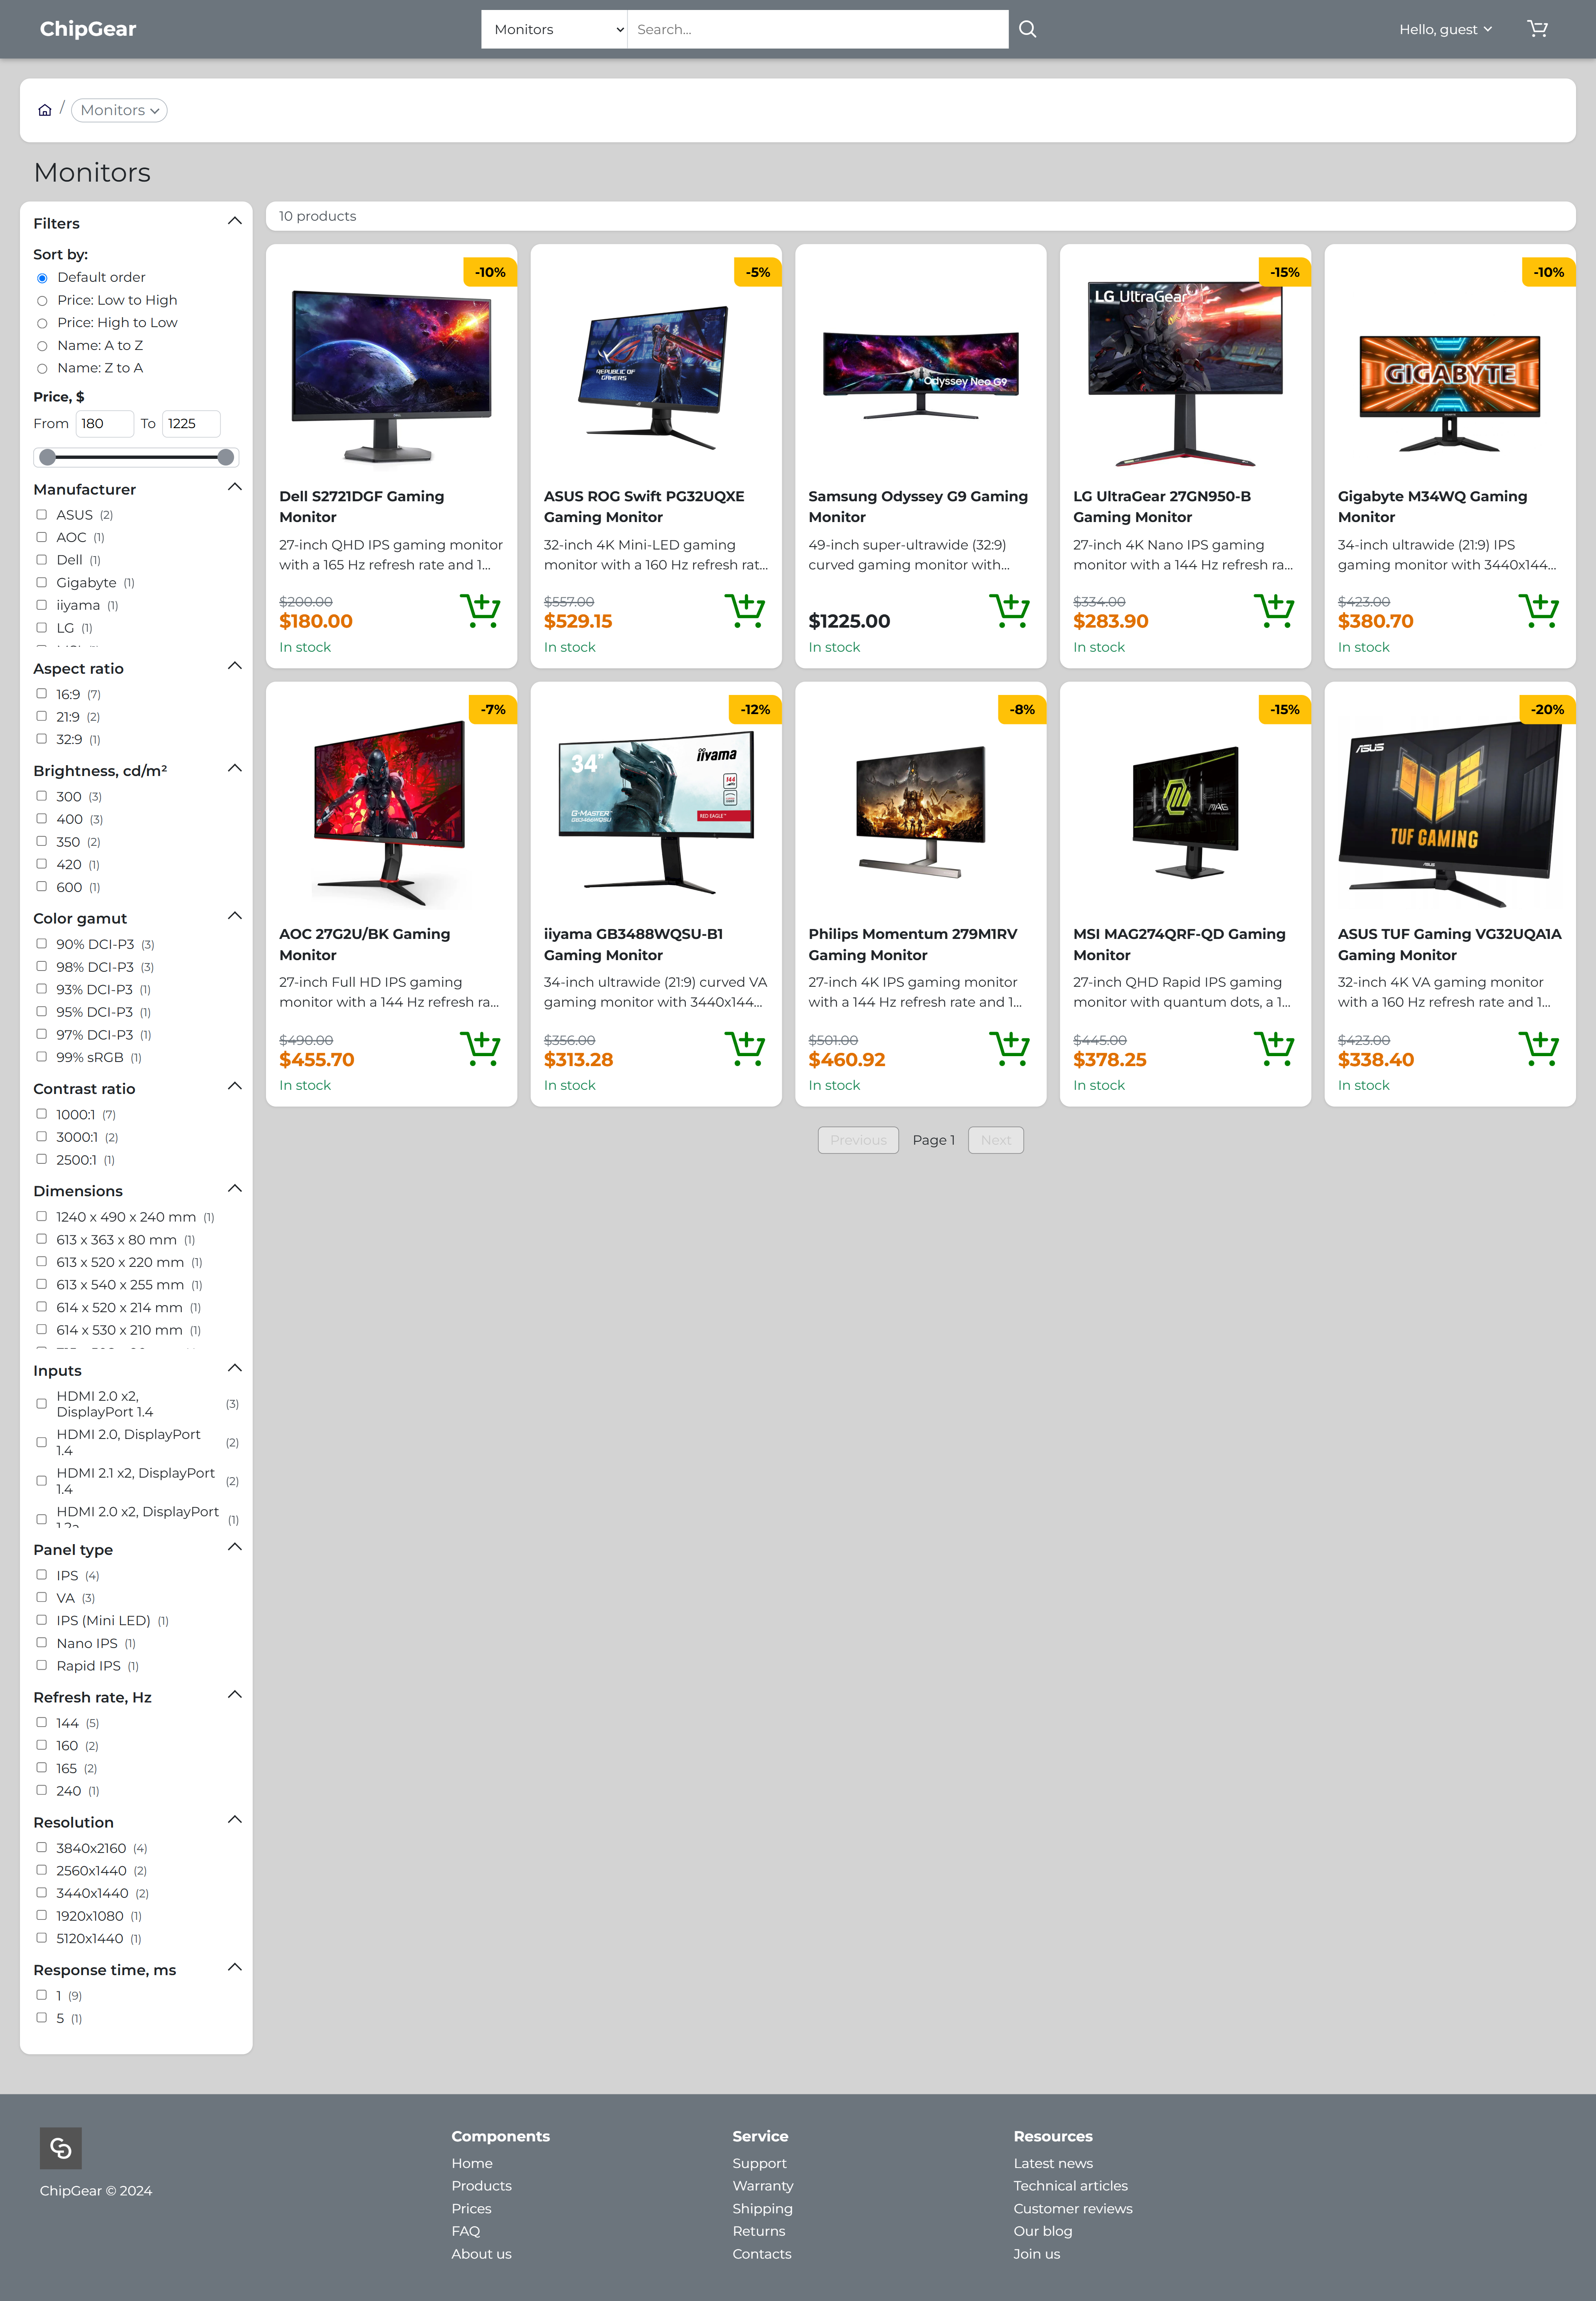 ChipGear
Monitors
Search...
Hello, guest
/ Monitors
Monitors
Filters
Sort by:
Default order
Price: Low to High
Price: High to Low
Name: A to Z
Name: Z to A
Price, $
From 180 To 1225
Manufacturer
ASUS (2)
AOC (1)
Dell (1)
Gigabyte (1)
iiyama (1)
LG (1)
Aspect ratio
16:9 (7)
21:9 (2)
32:9 (1)
Brightness, cd/m²
300 (3)
400 (3)
350 (2)
420 (1)
600 (1)
Color gamut
90% DCI-P3 (3)
98% DCI-P3 (3)
93% DCI-P3 (1)
95% DCI-P3 (1)
97% DCI-P3 (1)
99% sRGB (1)
Contrast ratio
1000:1 (7)
3000:1 (2)
2500:1 (1)
Dimensions
1240 x 490 x 240 mm (1)
613 x 363 x 80 mm (1)
613 x 520 x 220 mm (1)
613 x 540 x 255 mm (1)
614 x 520 x 214 mm (1)
614 x 530 x 210 mm (1)
Inputs
HDMI 2.0 x2,
DisplayPort 1.4
(3)
HDMI 2.0, DisplayPort
1.4
(2)
HDMI 2.1 x2, DisplayPort
1.4
(2)
HDMI 2.0 x2, DisplayPort
(1)
Panel type
IPS (4)
VA (3)
IPS (Mini LED) (1)
Nano IPS (1)
Rapid IPS (1)
Refresh rate, Hz
144 (5)
160 (2)
165 (2)
240 (1)
Resolution
3840x2160 (4)
2560x1440 (2)
3440x1440 (2)
1920x1080 (1)
5120x1440 (1)
Response time, ms
1 (9)
5 (1)
10 products
-10%
Dell S2721DGF Gaming
Monitor
27-inch QHD IPS gaming monitor
with a 165 Hz refresh rate and 1...
$200.00
$180.00
In stock
-5%
REPUBLIC OF
GAMERS
ASUS ROG Swift PG32UQXE
Gaming Monitor
32-inch 4K Mini-LED gaming
monitor with a 160 Hz refresh rat...
$557.00
$529.15
In stock
Odyssey Neo G9
Samsung Odyssey G9 Gaming
Monitor
49-inch super-ultrawide (32:9)
curved gaming monitor with...
$1225.00
In stock
-15%
LG UltraGear
LG UltraGear 27GN950-B
Gaming Monitor
27-inch 4K Nano IPS gaming
monitor with a 144 Hz refresh ra...
$334.00
$283.90
In stock
-10%
GIGABYTE
Gigabyte M34WQ Gaming
Monitor
34-inch ultrawide (21:9) IPS
gaming monitor with 3440x144...
$423.00
$380.70
In stock
-7%
AOC 27G2U/BK Gaming
Monitor
27-inch Full HD IPS gaming
monitor with a 144 Hz refresh ra...
$490.00
$455.70
In stock
-12%
34"
iiyama
144
G-MASTER
GB3466WQSU
RED EAGLE
iiyama GB3488WQSU-B1
Gaming Monitor
34-inch ultrawide (21:9) curved VA
gaming monitor with 3440x144...
$356.00
$313.28
In stock
-8%
Philips Momentum 279M1RV
Gaming Monitor
27-inch 4K IPS gaming monitor
with a 144 Hz refresh rate and 1...
$501.00
$460.92
In stock
-15%
MAG
MSI MAG274QRF-QD Gaming
Monitor
27-inch QHD Rapid IPS gaming
monitor with quantum dots, a 1...
$445.00
$378.25
In stock
-20%
ASUS
TUF GAMING
ASUS
ASUS TUF Gaming VG32UQA1A
Gaming Monitor
32-inch 4K VA gaming monitor
with a 160 Hz refresh rate and 1...
$423.00
$338.40
In stock
Previous Page 1 Next
ChipGear © 2024
Components
Home
Products
Prices
FAQ
About us
Service
Support
Warranty
Shipping
Returns
Contacts
Resources
Latest news
Technical articles
Customer reviews
Our blog
Join us